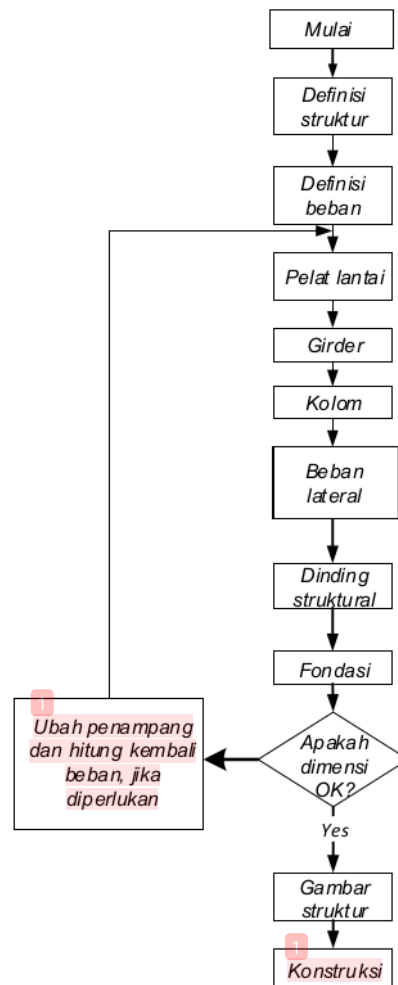 Mulai
Definisi
struktur
Definisi
beban
Pelat lantai
Girder
Kolom
Beban
lateral
Dinding
struktural
Fondasi
1
Ubah penampang
dan hitung kembali
beban, jika
diperlukan
Apakah
dimensi
OK?
Yes
Gambar
struktur
1
Konstruksi